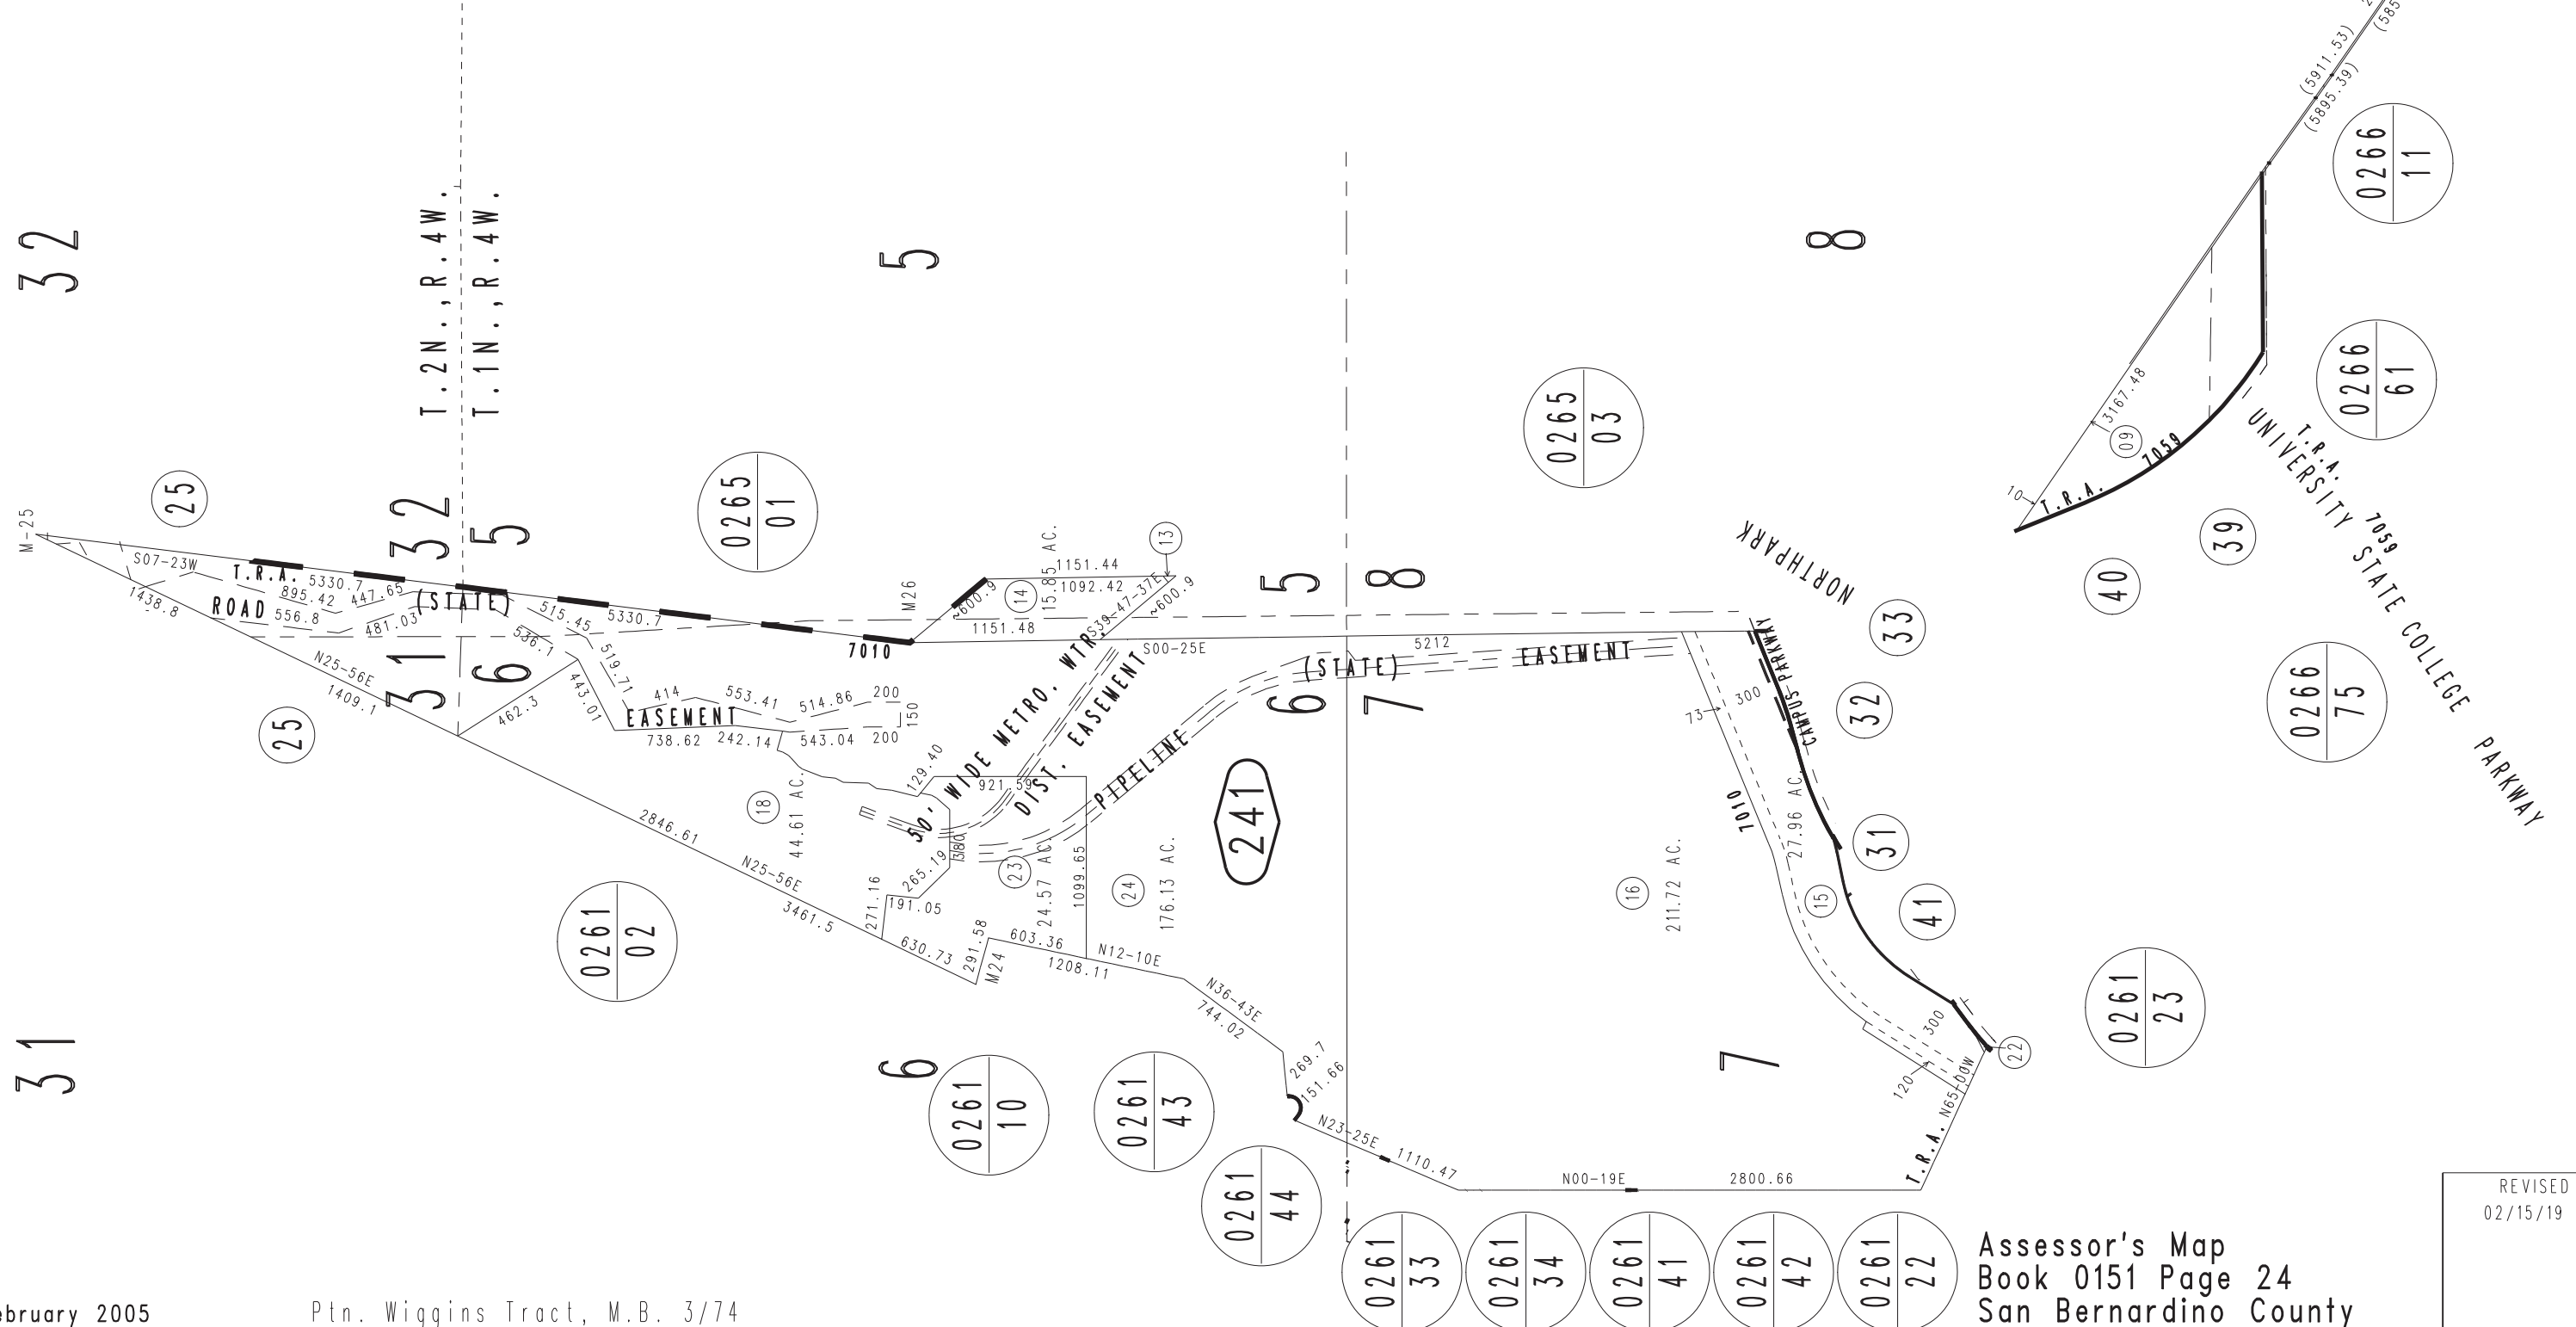 (5911.53)
(5895.39)
0266
11
32
T.2N.,R.4W.
T.1N.,R.4W.
5
8
0266
61
3167.48
09
10
T.R.A. 7059
0265
03
UNIVERSITY STATE COLLEGE PARKWAY
T.R.A. 7059
25
0265
01
M-25
S07-23W
T.R.A. 5330.7
895.42
447.65
1438.8
ROAD
556.8
481.03
(STATE)
32
5
31
6
515.45
5330.7
536.1
519.71
443.01
462.3
N25-56E
1409.1
25
7010
M26
~600.9
14
15.85 AC.
1151.44
1092.42
13
1151.48
S39-47-37E
~600.9
S00-25E
5212
5
8
6
7
(STATE)
EASEMENT
PIPELINE
50' WIDE METRO. WTR.
DIST. EASEMENT
414
553.41
514.86
200
150
EASEMENT
738.62
242.14
543.04
200
NORTHPARK
33
32
39
40
0266
75
CAMPUS PARKWAY
300
73
7010
27.96 AC.
31
15
41
129.40
921.59
18
44.61 AC.
2846.61
N25-56E
3461.5
271.16
265.19
191.05
380
23
24.57 AC.
1099.65
24
176.13 AC.
241
16
211.72 AC.
0261
02
630.73
291.58
M24
603.36
1208.11
N12-10E
N36-43E
744.02
269.7
151.66
N23-25E
1110.47
31
6
7
0261
10
0261
43
0261
44
0261
23
300
22
120
N65-00W
T.R.A.
N00-19E
2800.66
0261
33
0261
34
0261
41
0261
42
0261
22
REVISED
02/15/19
Assessor's Map
Book 0151 Page 24
San Bernardino County
February 2005
Ptn. Wiggins Tract, M.B. 3/74